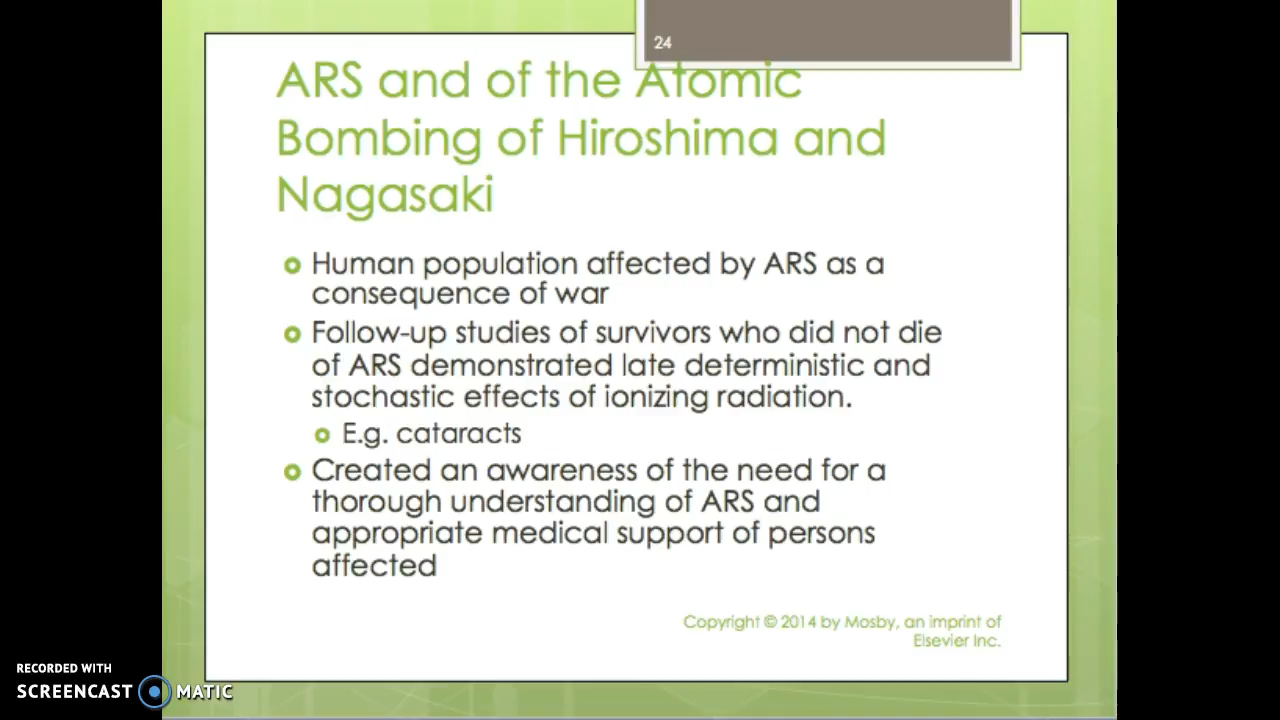 24
ARS and of the Atomic
Bombing of Hiroshima and
Nagasaki
Human population affected by ARS as a
consequence of war
Follow-up studies of survivors who did not die
of ARS demonstrated late deterministic and
stochastic effects of ionizing radiation.
E.g. cataracts
Created an awareness of the need for a
thorough understanding of ARS and
appropriate medical support of persons
affected
Copyright © 2014 by Mosby, an imprint of
Elsevier Inc.
RECORDED WITH
SCREENCAST MATIC